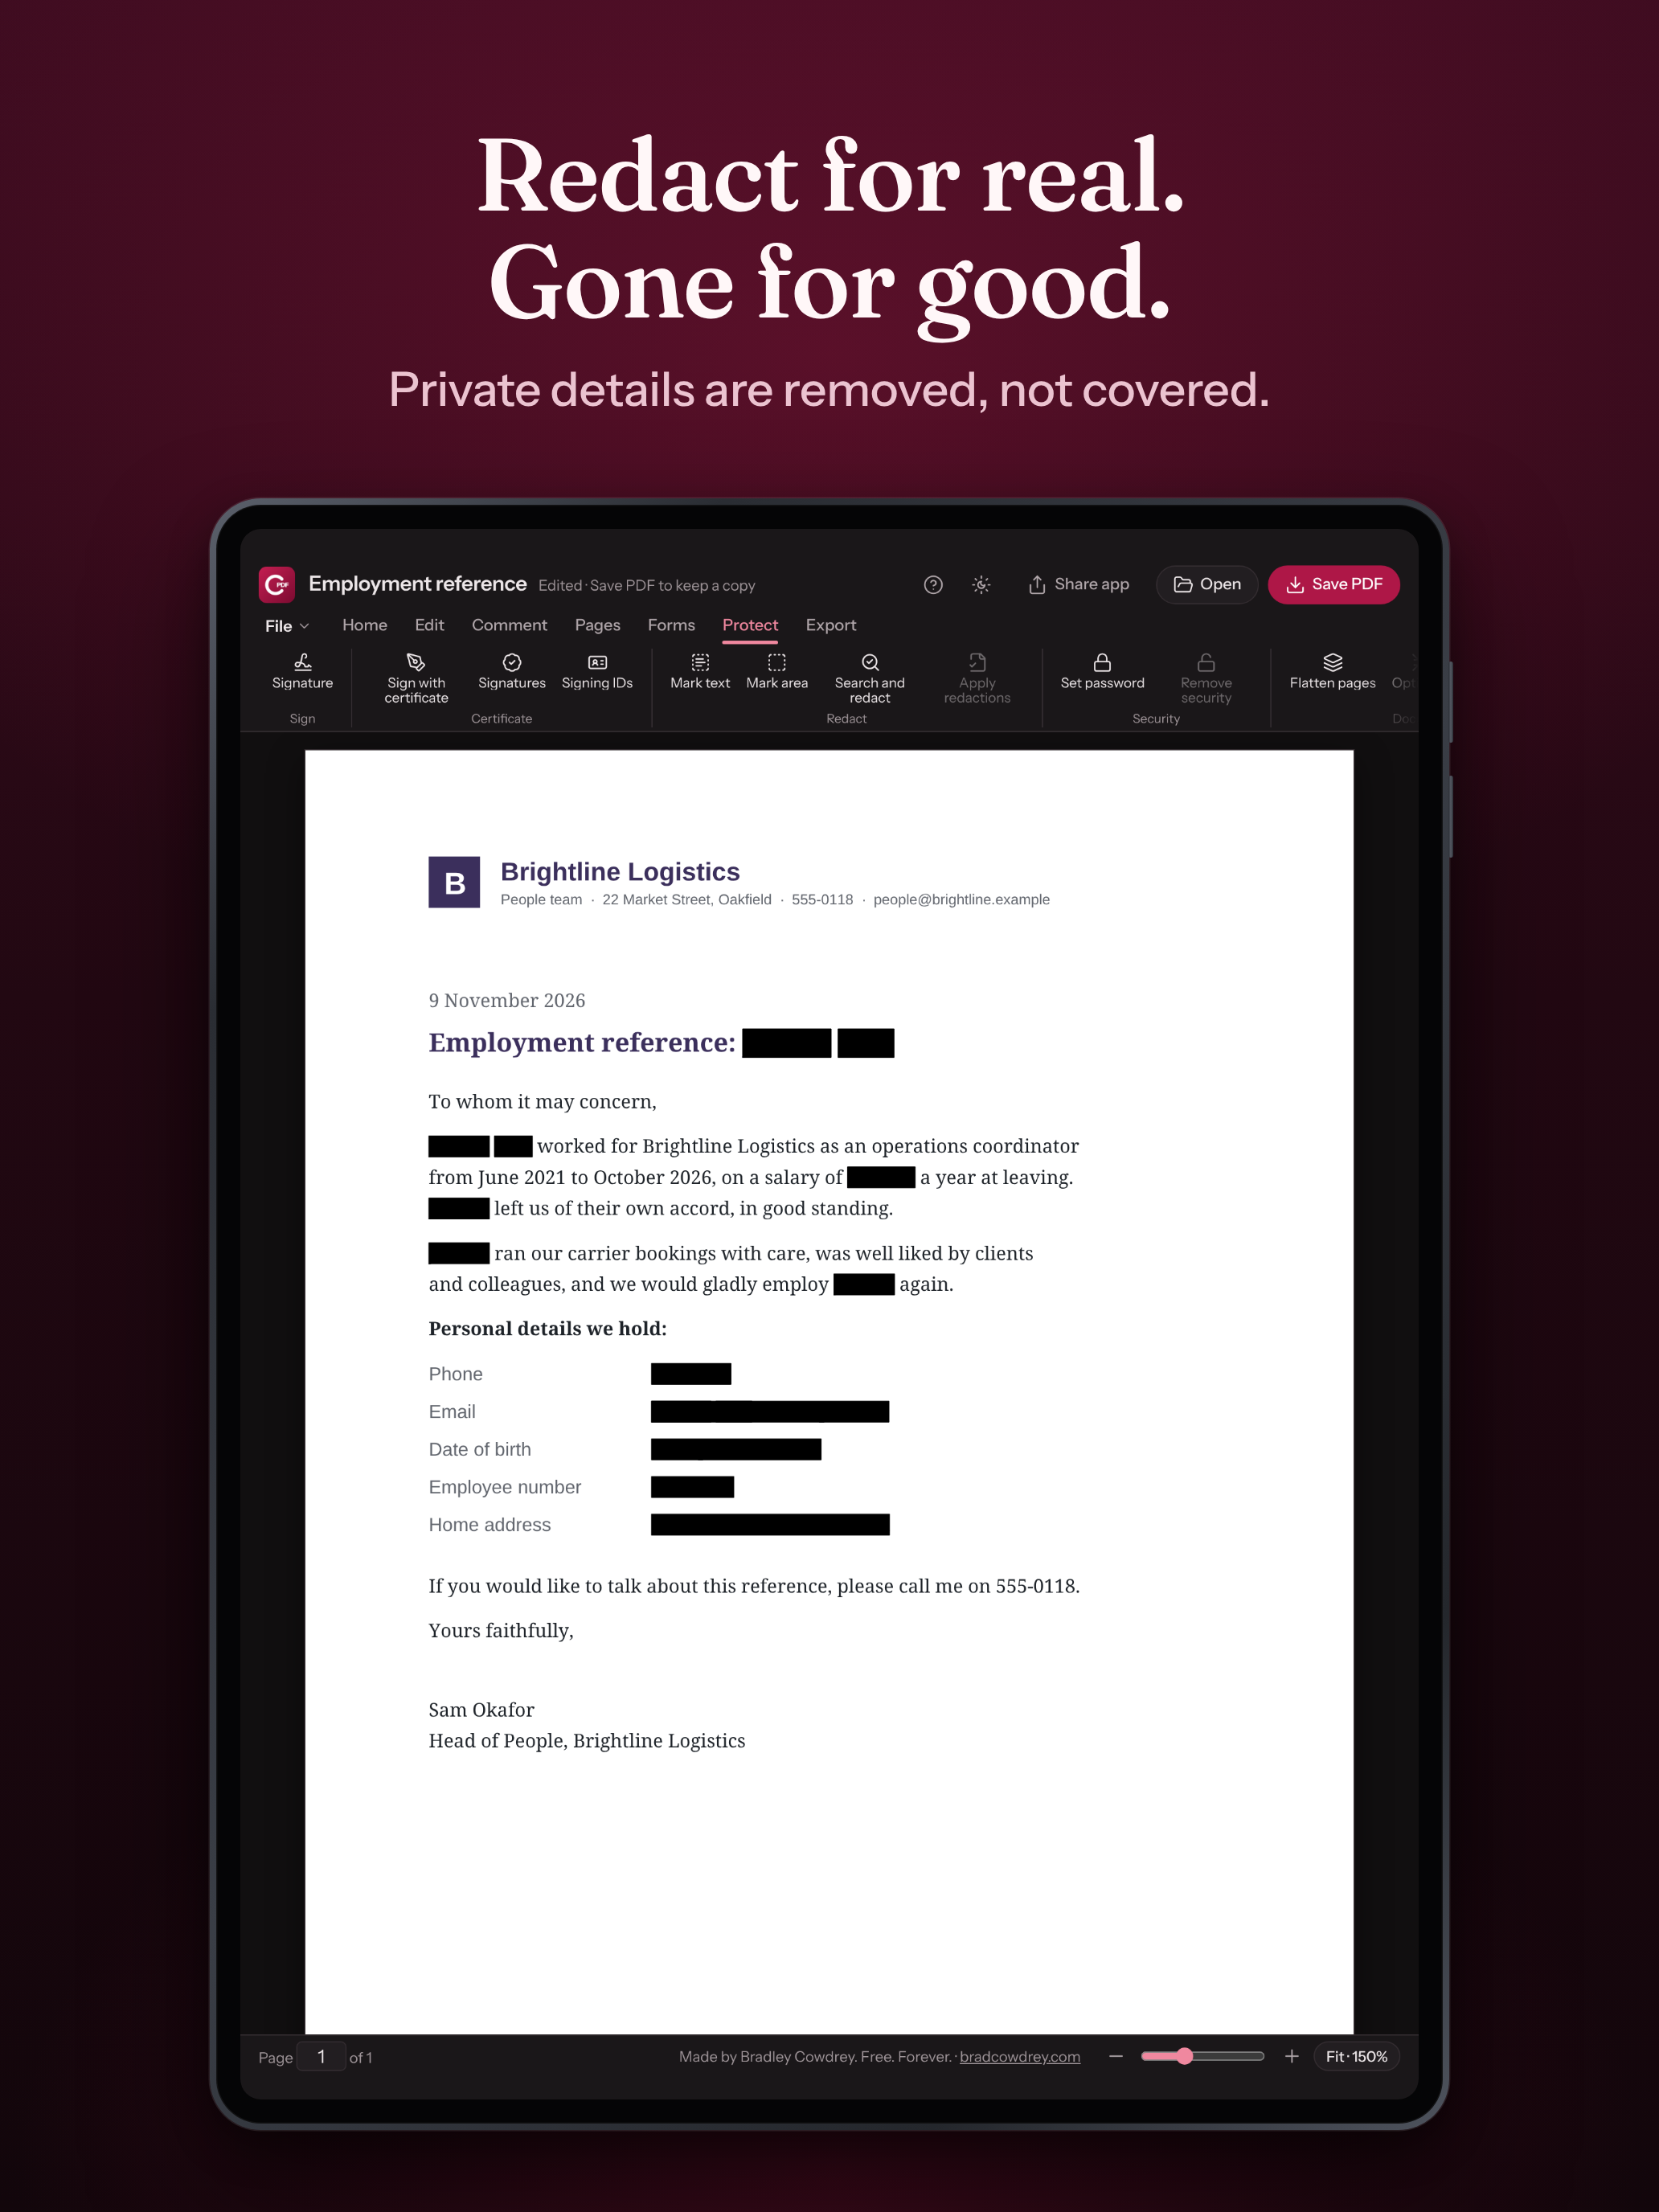 Redact for real.
Gone for good.
Private details are removed, not covered.
C PDF
Employment reference Edited · Save PDF to keep a copy
Share app
Open
Save PDF
File
Home Edit Comment Pages Forms Protect Export
Signature
Sign
Sign with
certificate
Signatures
Signing IDs
Certificate
Mark text
Mark area
Search and
redact
Apply
redactions
Redact
Set password
Remove
security
Security
Flatten pages
B
Brightline Logistics
People team · 22 Market Street, Oakfield · 555-0118 · people@brightline.example
9 November 2026
Employment reference:
To whom it may concern,
worked for Brightline Logistics as an operations coordinator
from June 2021 to October 2026, on a salary of a year at leaving.
left us of their own accord, in good standing.
ran our carrier bookings with care, was well liked by clients
and colleagues, and we would gladly employ again.
Personal details we hold:
Phone
Email
Date of birth
Employee number
Home address
If you would like to talk about this reference, please call me on 555-0118.
Yours faithfully,
Sam Okafor
Head of People, Brightline Logistics
Page 1 of 1
Made by Bradley Cowdrey. Free. Forever. · bradcowdrey.com
Fit · 150%